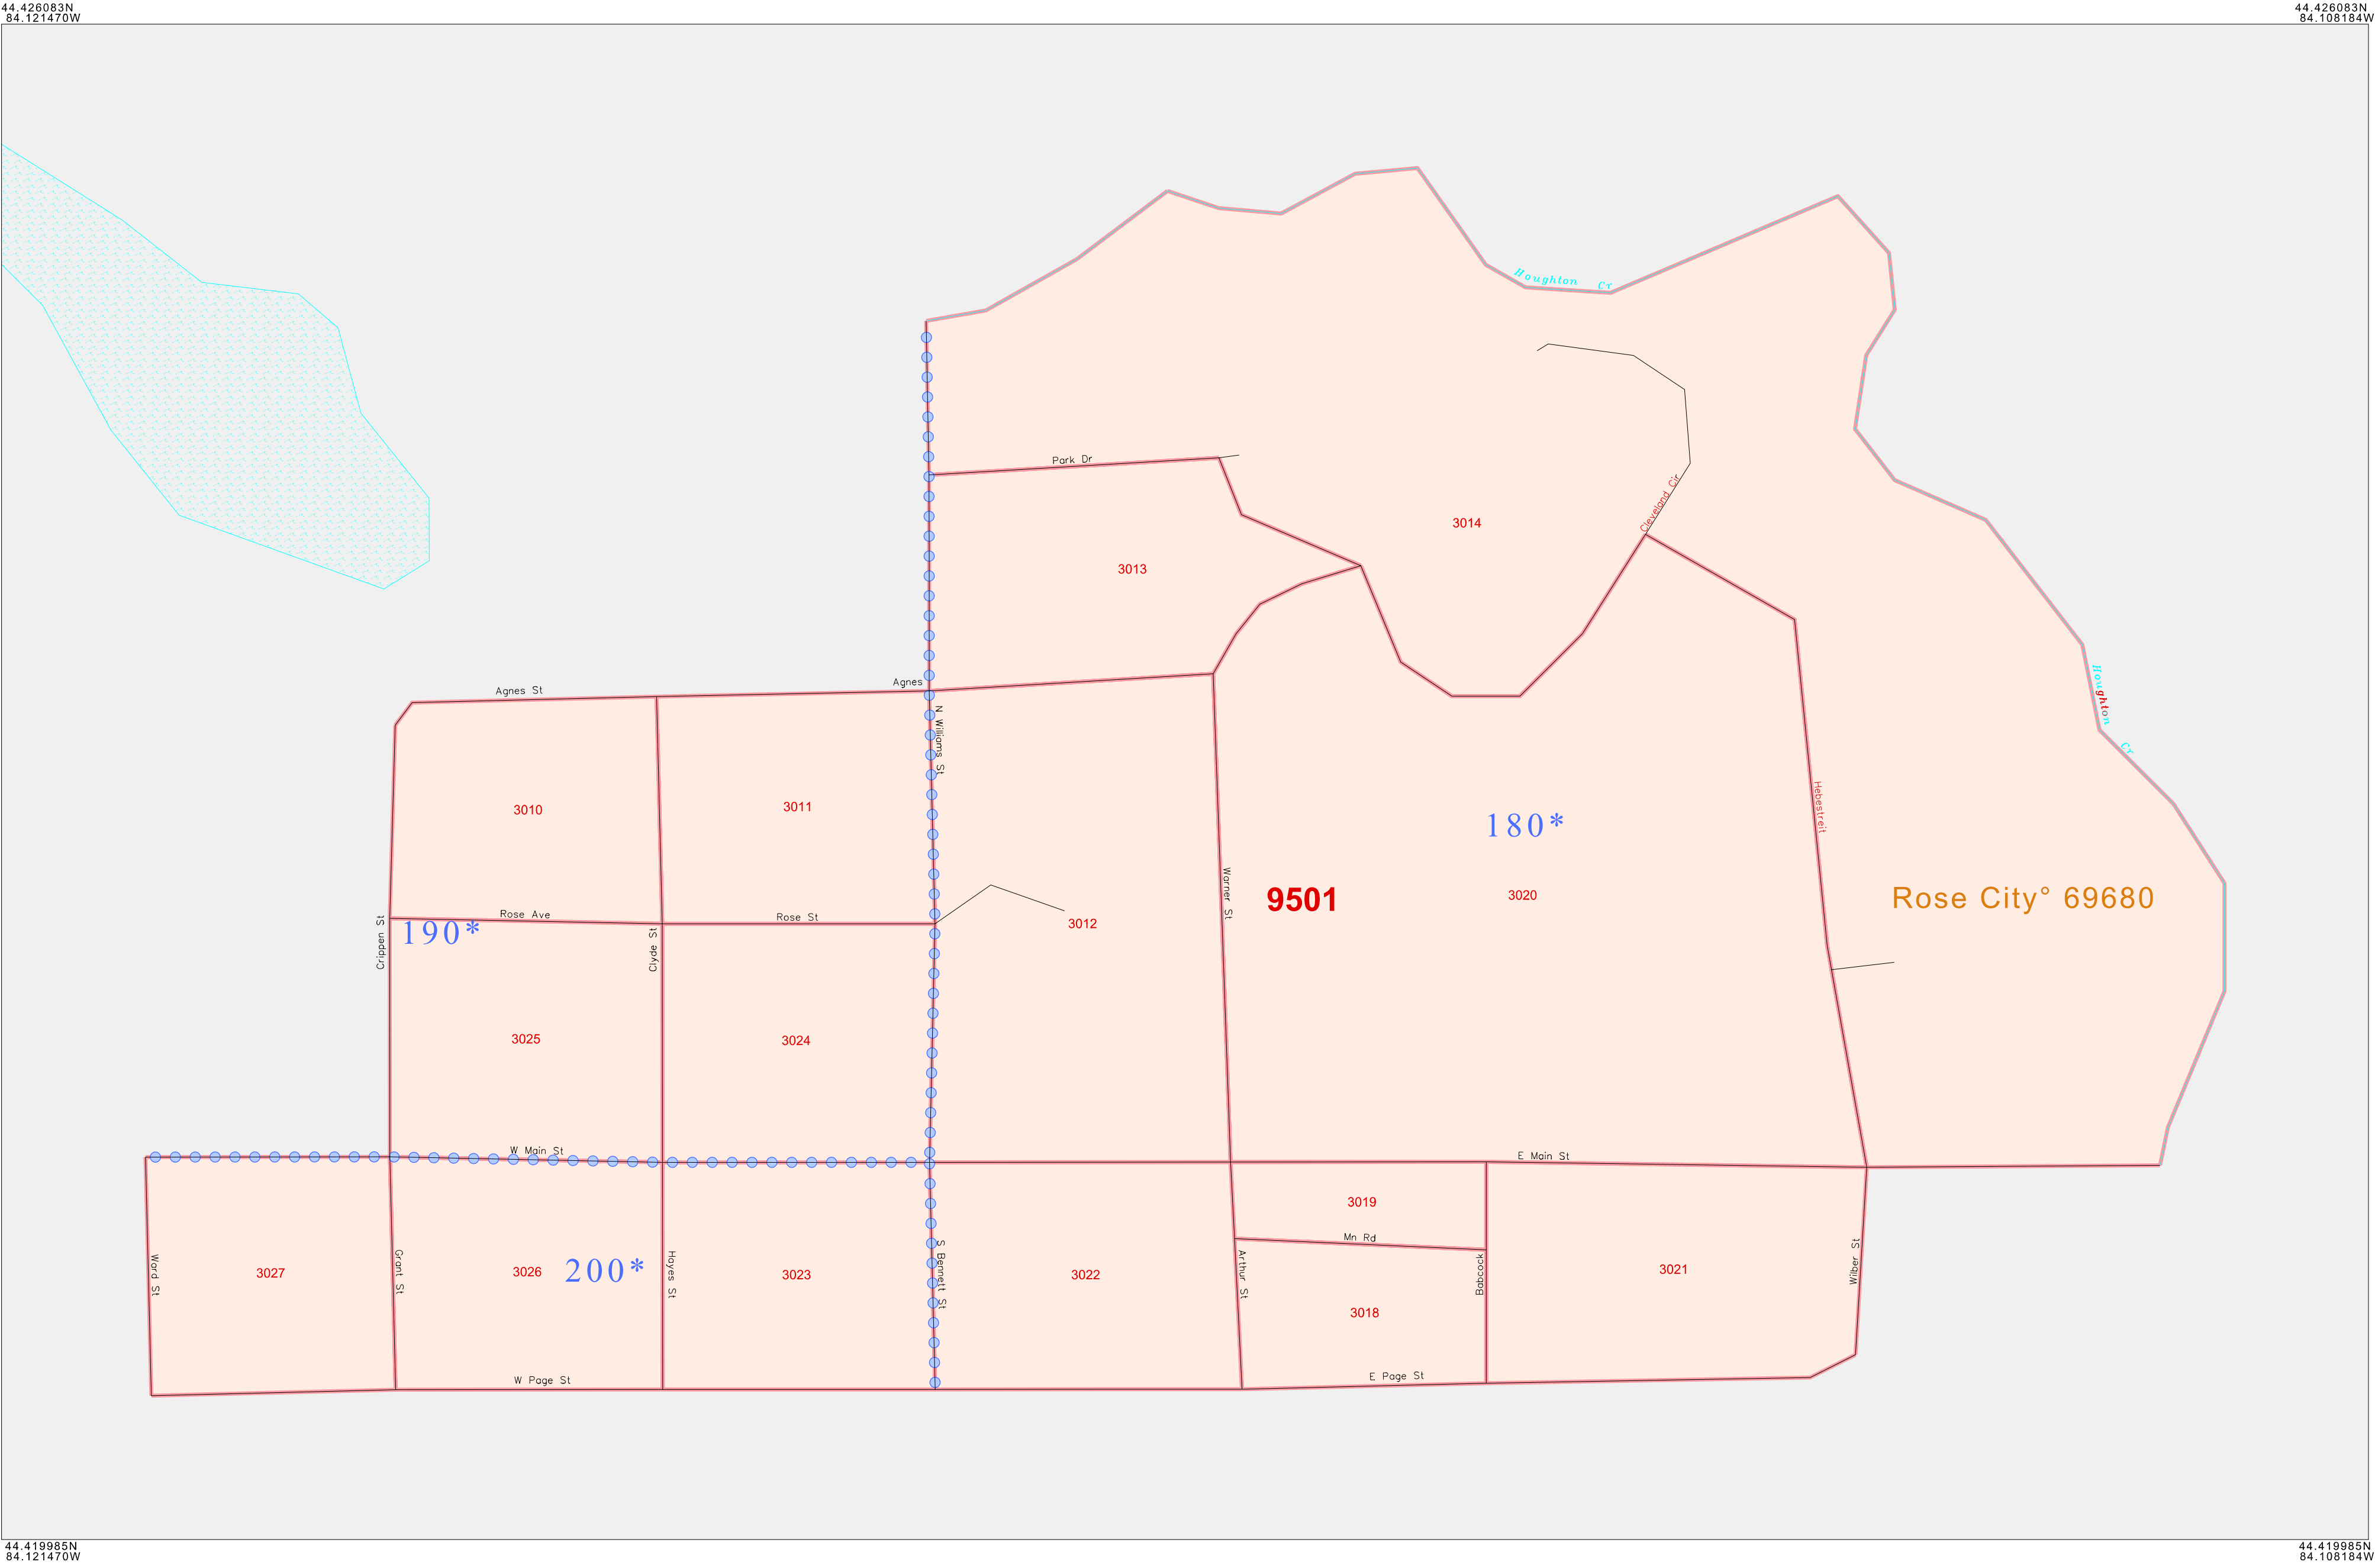 44.426083N
84.121470W
44.426083N
84.108184W
Houghton Cr
Park Dr
Cleveland Cir
3014
3013
Agnes St
Agnes
N Williams St
Houghton Cr
3010
3011
Hebestreit
180*
Warner St
9501
3020
Rose City° 69680
Rose Ave
Rose St
3012
190*
Crippen St
Clyde St
3025
3024
W Main St
E Main St
3019
Mn Rd
Ward St
3027
Grant St
3026
200*
Hayes St
3023
S Bennett St
3022
Arthur St
Babcock
3021
Wilber St
3018
W Page St
E Page St
44.419985N
84.121470W
44.419985N
84.108184W